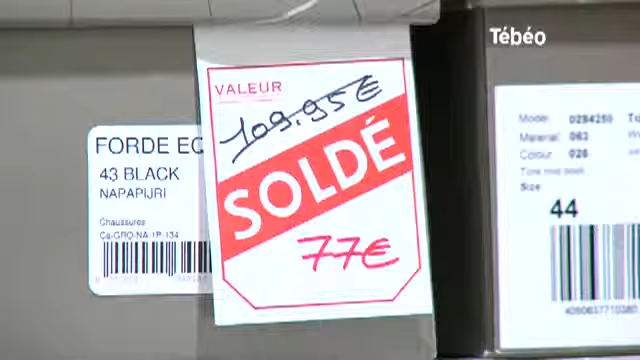 Tébéo
VALEUR
109.95€
SOLDÉ
77€
FORDE EC
43 BLACK
NAPAPIJRI
Chaussures
Model
Material
Colour
Size
44